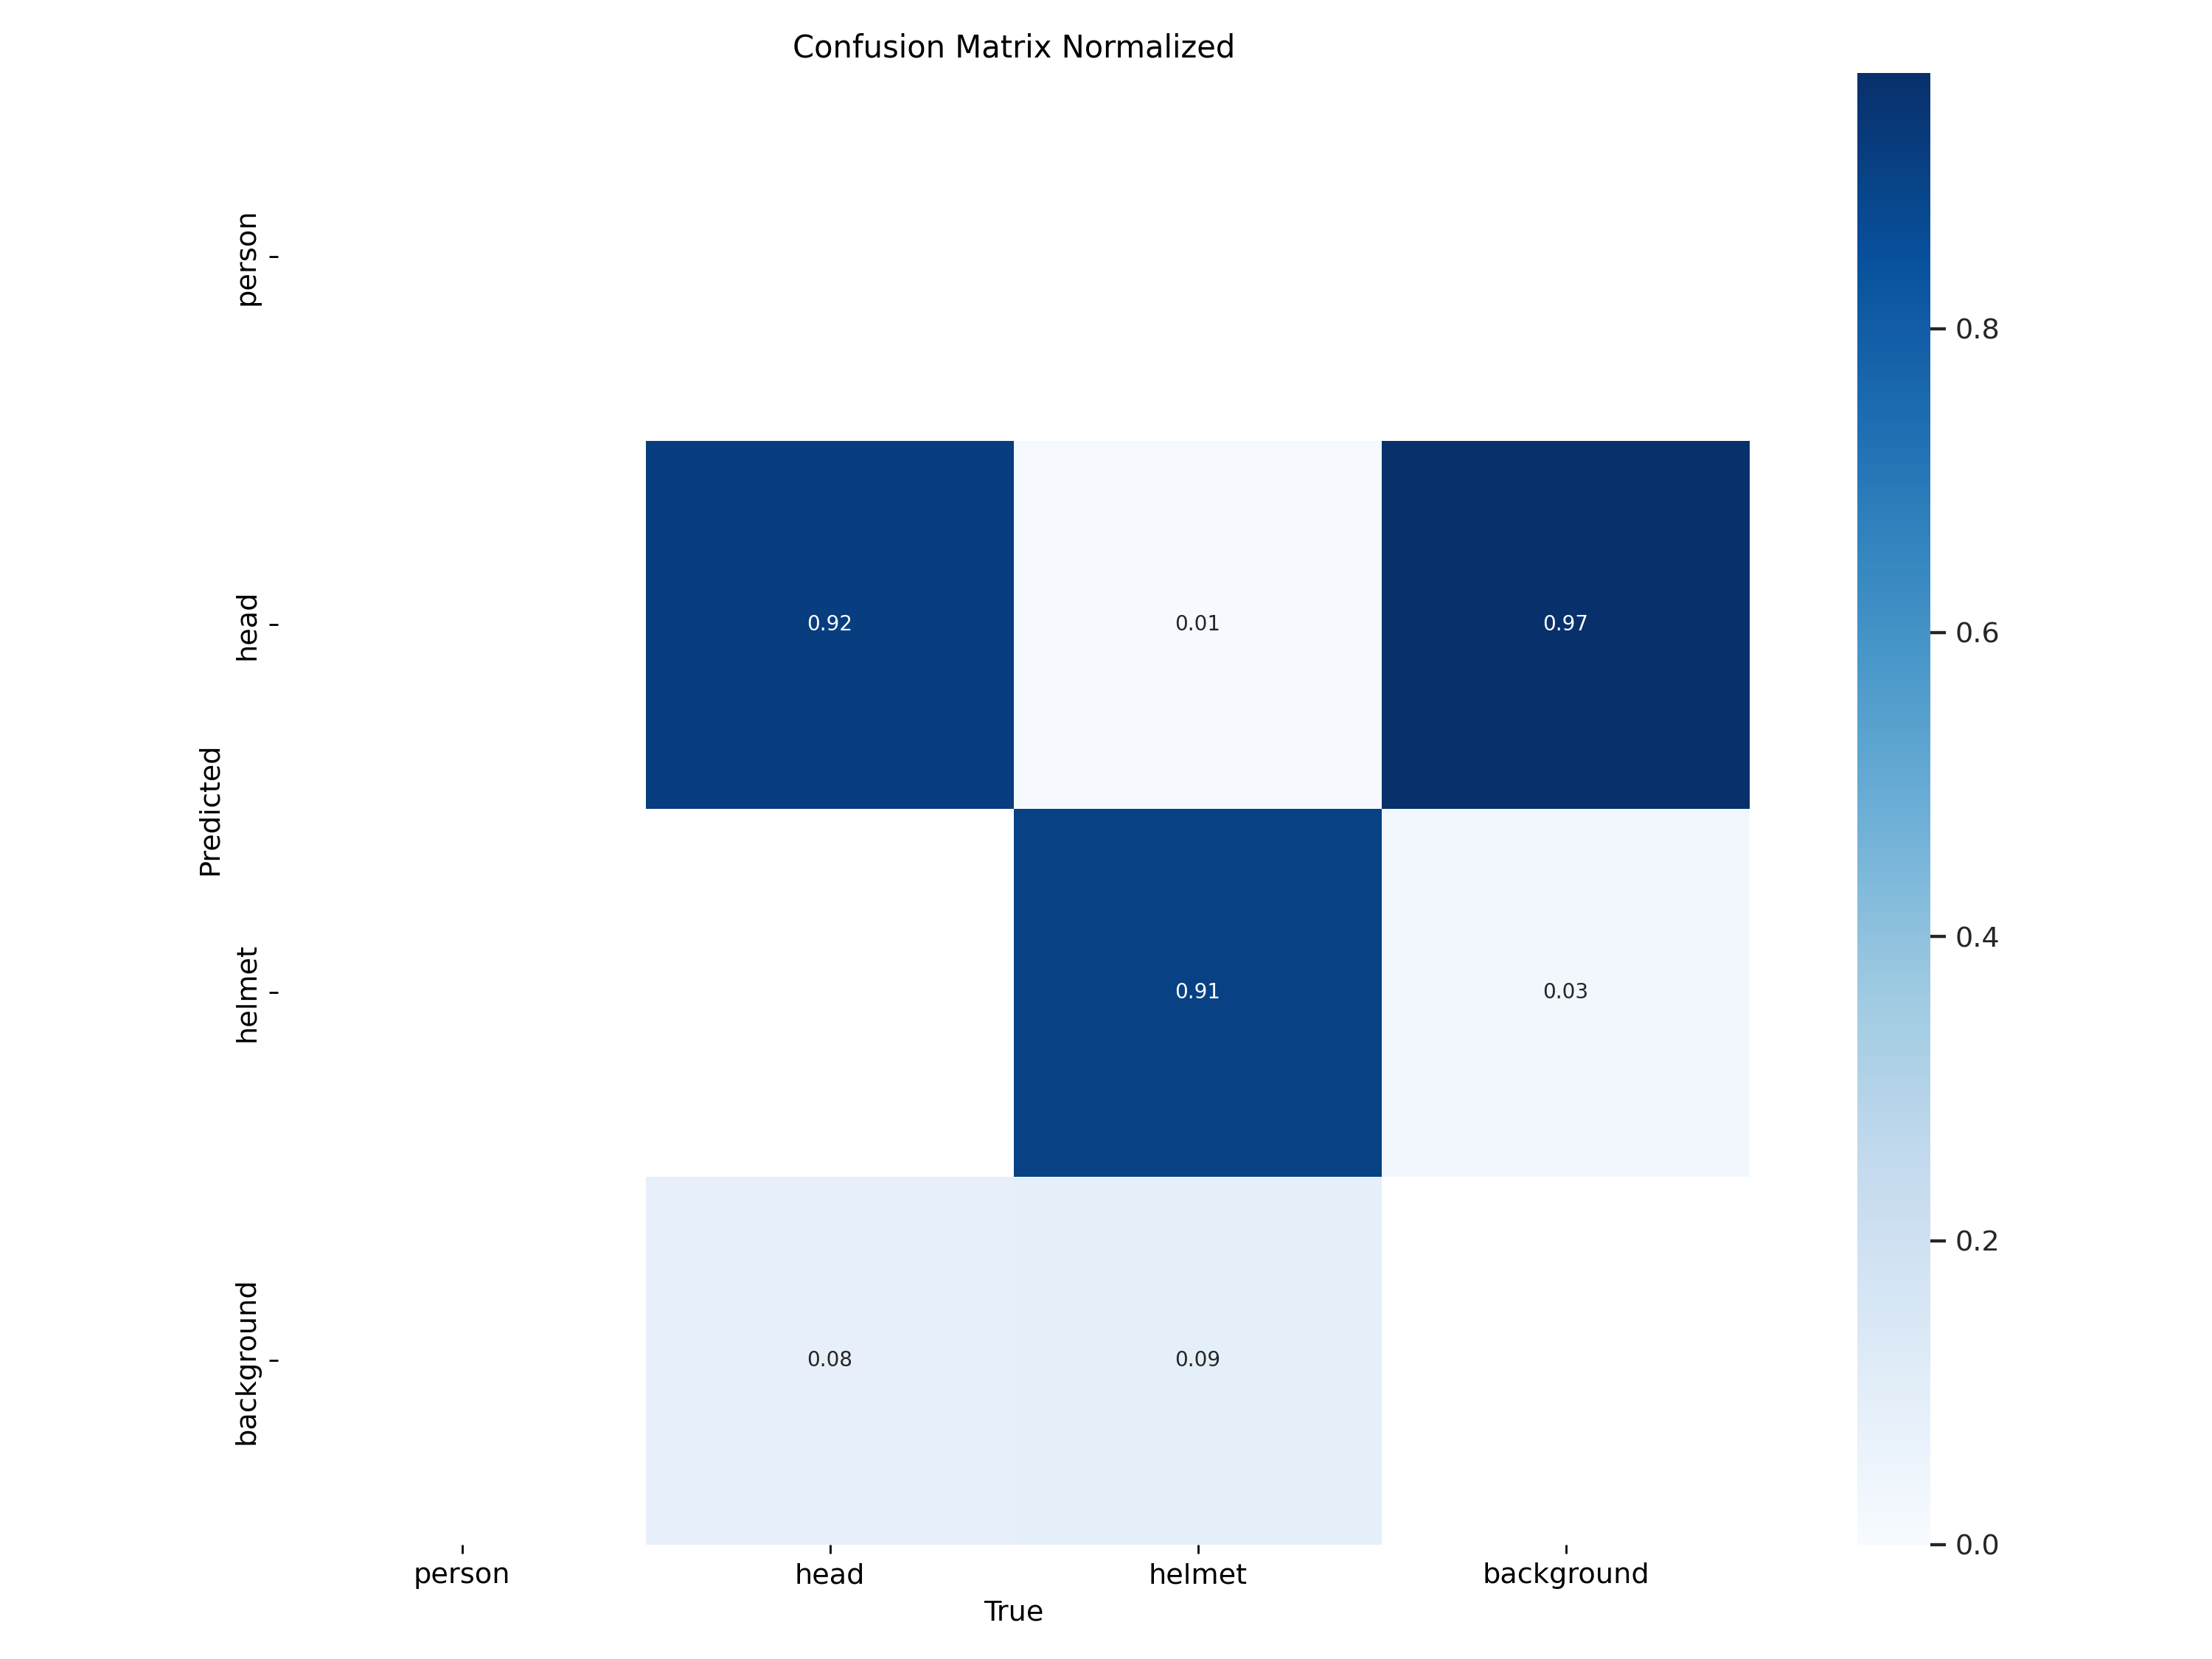 Confusion Matrix Normalized
person
head
helmet
background
Predicted
0.92
0.01
0.97
0.91
0.03
0.08
0.09
person
head
helmet
background
True
0.8
0.6
0.4
0.2
0.0